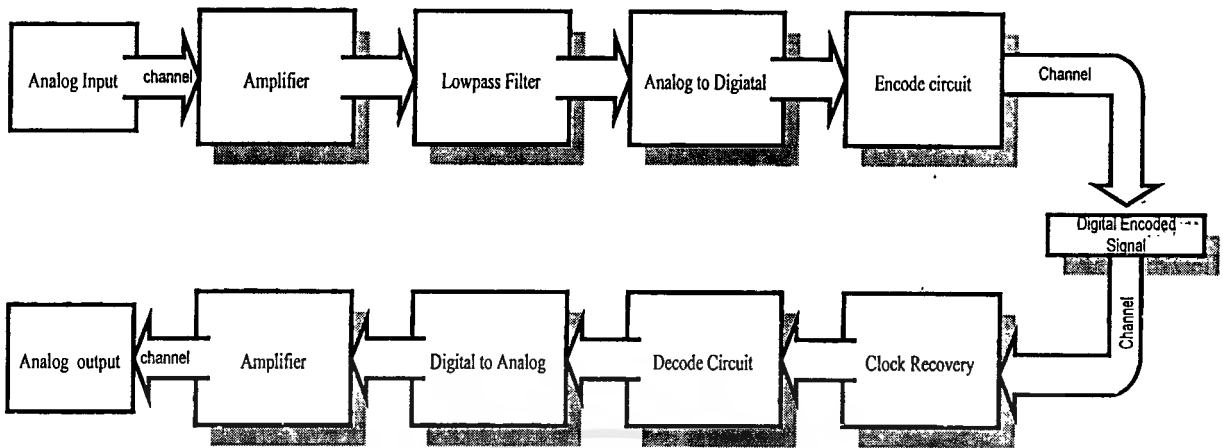 Analog Input
channel
Amplifier
Lowpass Filter
Analog to Digiatal
Encode circuit
Channel
Digital Encoded
Signal
Channel
Clock Recovery
Decode Circuit
Digital to Analog
Amplifier
channel
Analog output